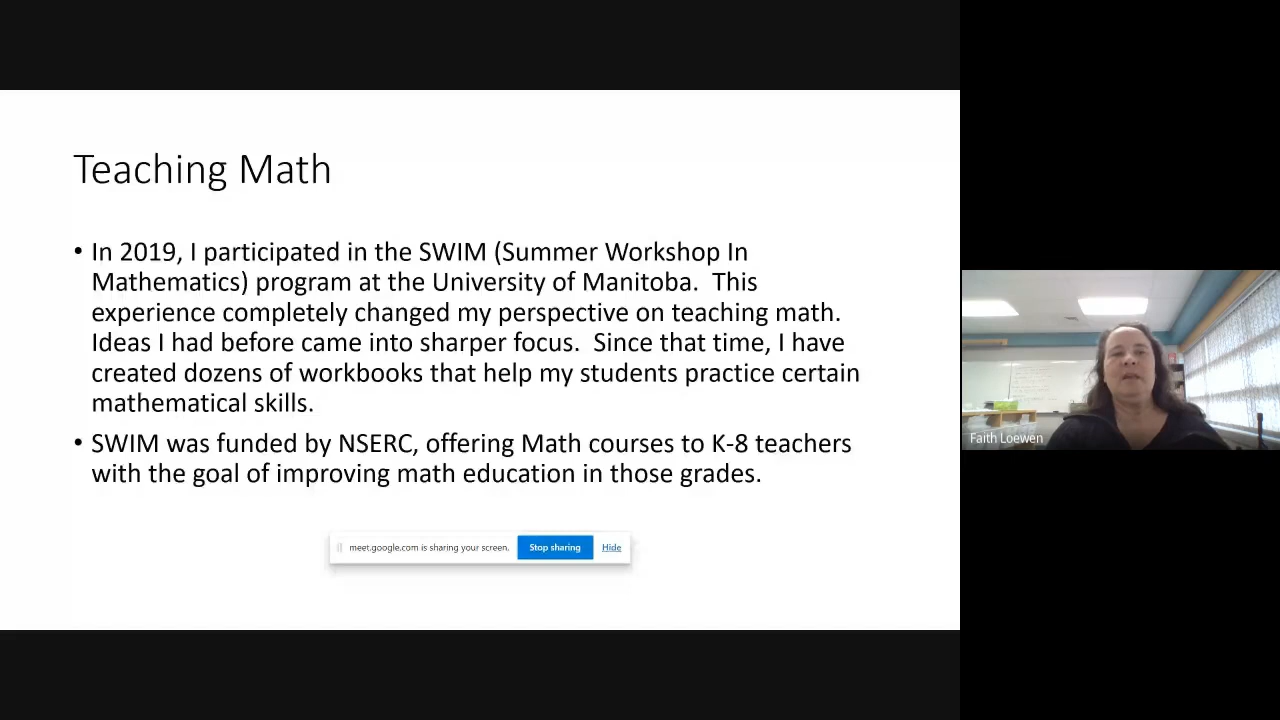 Teaching Math
• In 2019, I participated in the SWIM (Summer Workshop In
Mathematics) program at the University of Manitoba.  This
experience completely changed my perspective on teaching math.
Ideas I had before came into sharper focus.  Since that time, I have
created dozens of workbooks that help my students practice certain
mathematical skills.
• SWIM was funded by NSERC, offering Math courses to K-8 teachers
with the goal of improving math education in those grades.
meet.google.com is sharing your screen. Stop sharing Hide
Faith Loewen